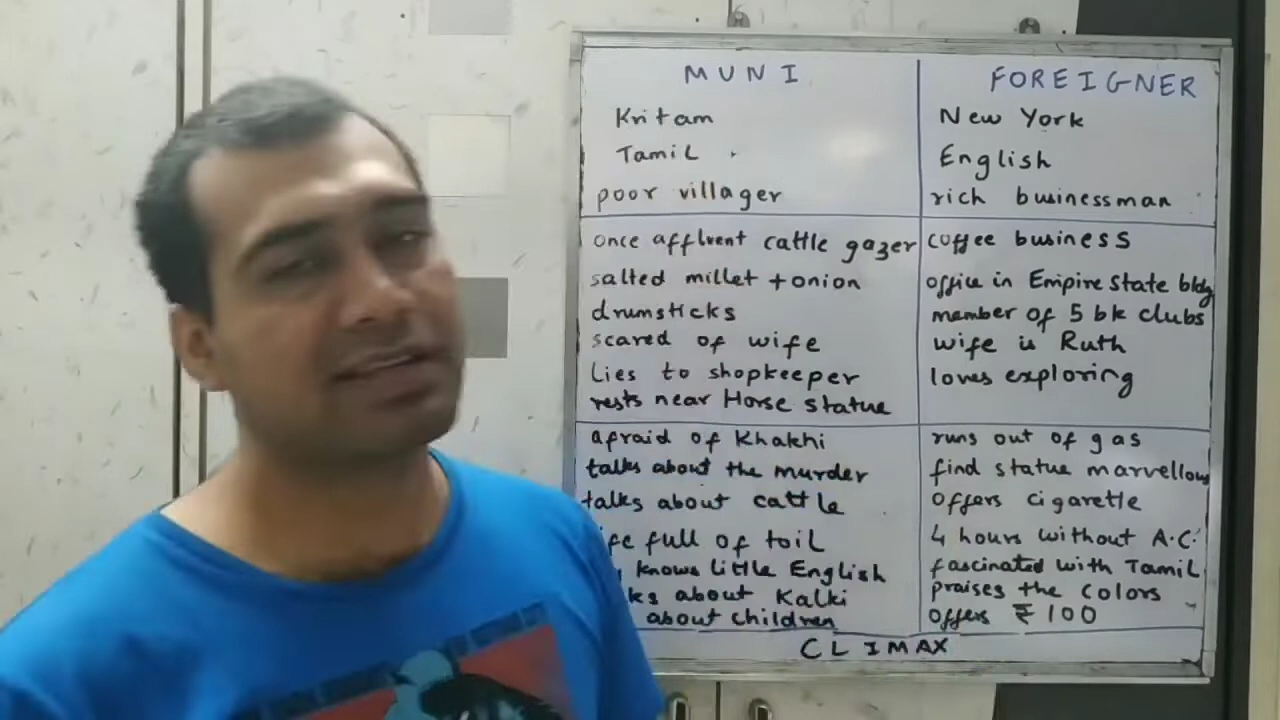 MUNI
Kritam
Tamil
poor villager
once affluent cattle gazer
salted millet + onion
drumsticks
scared of wife
Lies to shopkeeper
rests near Horse statue
afraid of Khakhi
talks about the murder
talks about cattle
full of toil
knows little English
about Kalki
about children
FOREIGNER
New York
English
rich businessman
coffee business
office in Empire State bldg
member of 5 bk clubs
wife is Ruth
loves exploring
runs out of gas
find statue marvellous
offers cigarette
4 hours without A.C.
fascinated with Tamil
praises the colors
offers ₹ 100
CLIMAX